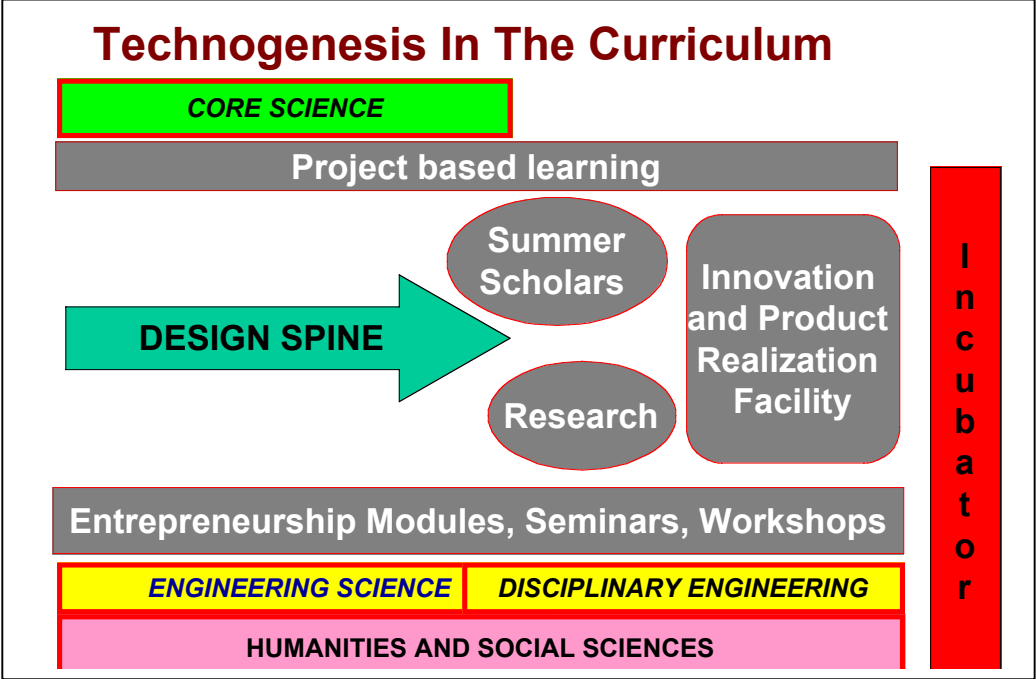 Technogenesis In The Curriculum
CORE SCIENCE
Project based learning
Summer
Scholars
Innovation
and Product
Realization
Facility
DESIGN SPINE
Research
Entrepreneurship Modules, Seminars, Workshops
ENGINEERING SCIENCE
DISCIPLINARY ENGINEERING
HUMANITIES AND SOCIAL SCIENCES
I
n
c
u
b
a
t
o
r